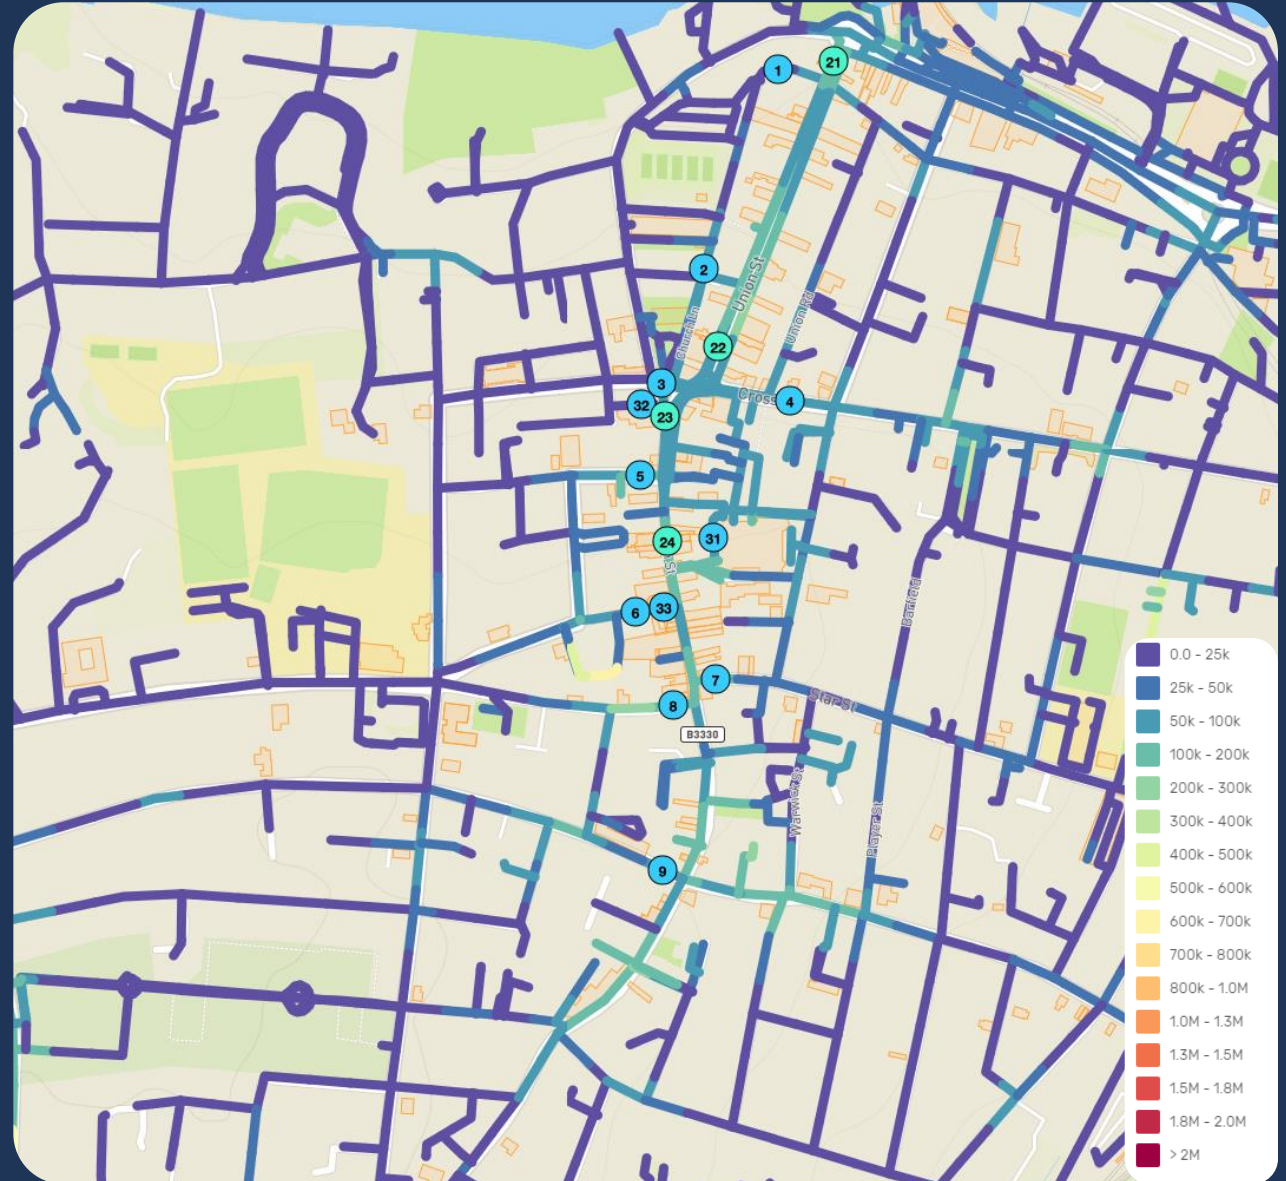 1
21
2
Union St
Church Ln
Union Rd
22
3
32
Cross
4
23
5
24
31
St
6
33
Barfield
7
Star St
8
B3330
Warwick St
Player St
9
0.0 - 25k
25k - 50k
50k - 100k
100k - 200k
200k - 300k
300k - 400k
400k - 500k
500k - 600k
600k - 700k
700k - 800k
800k - 1.0M
1.0M - 1.3M
1.3M - 1.5M
1.5M - 1.8M
1.8M - 2.0M
> 2M